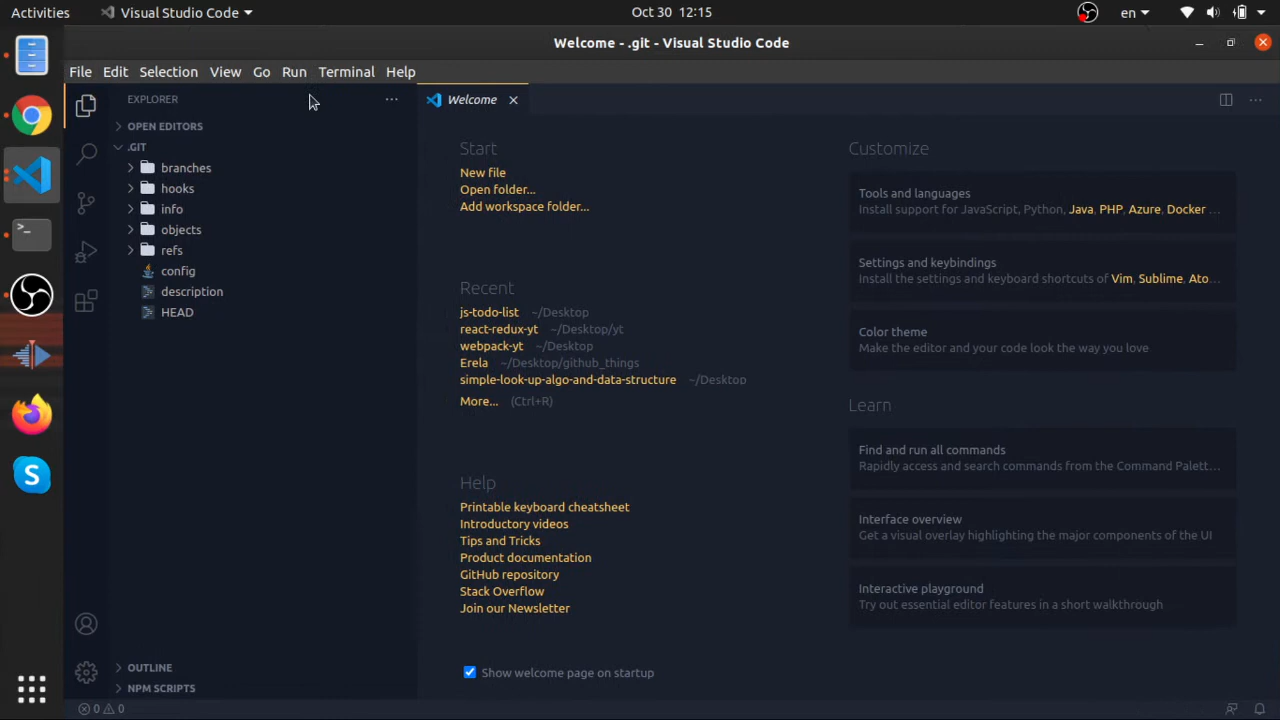 Activities
Visual Studio Code
Oct 30 12:15
en
Welcome - .git - Visual Studio Code
File Edit Selection View Go Run Terminal Help
EXPLORER
Welcome
OPEN EDITORS
.GIT
branches
hooks
info
objects
refs
config
description
HEAD
OUTLINE
NPM SCRIPTS
Start
New file
Open folder...
Add workspace folder...
Recent
js-todo-list ~/Desktop
react-redux-yt ~/Desktop/yt
webpack-yt ~/Desktop
Erela ~/Desktop/github_things
simple-look-up-algo-and-data-structure ~/Desktop
More... (Ctrl+R)
Help
Printable keyboard cheatsheet
Introductory videos
Tips and Tricks
Product documentation
GitHub repository
Stack Overflow
Join our Newsletter
Show welcome page on startup
Customize
Tools and languages
Install support for JavaScript, Python, Java, PHP, Azure, Docker ...
Settings and keybindings
Install the settings and keyboard shortcuts of Vim, Sublime, Ato...
Color theme
Make the editor and your code look the way you love
Learn
Find and run all commands
Rapidly access and search commands from the Command Palett...
Interface overview
Get a visual overlay highlighting the major components of the UI
Interactive playground
Try out essential editor features in a short walkthrough
0 0
S